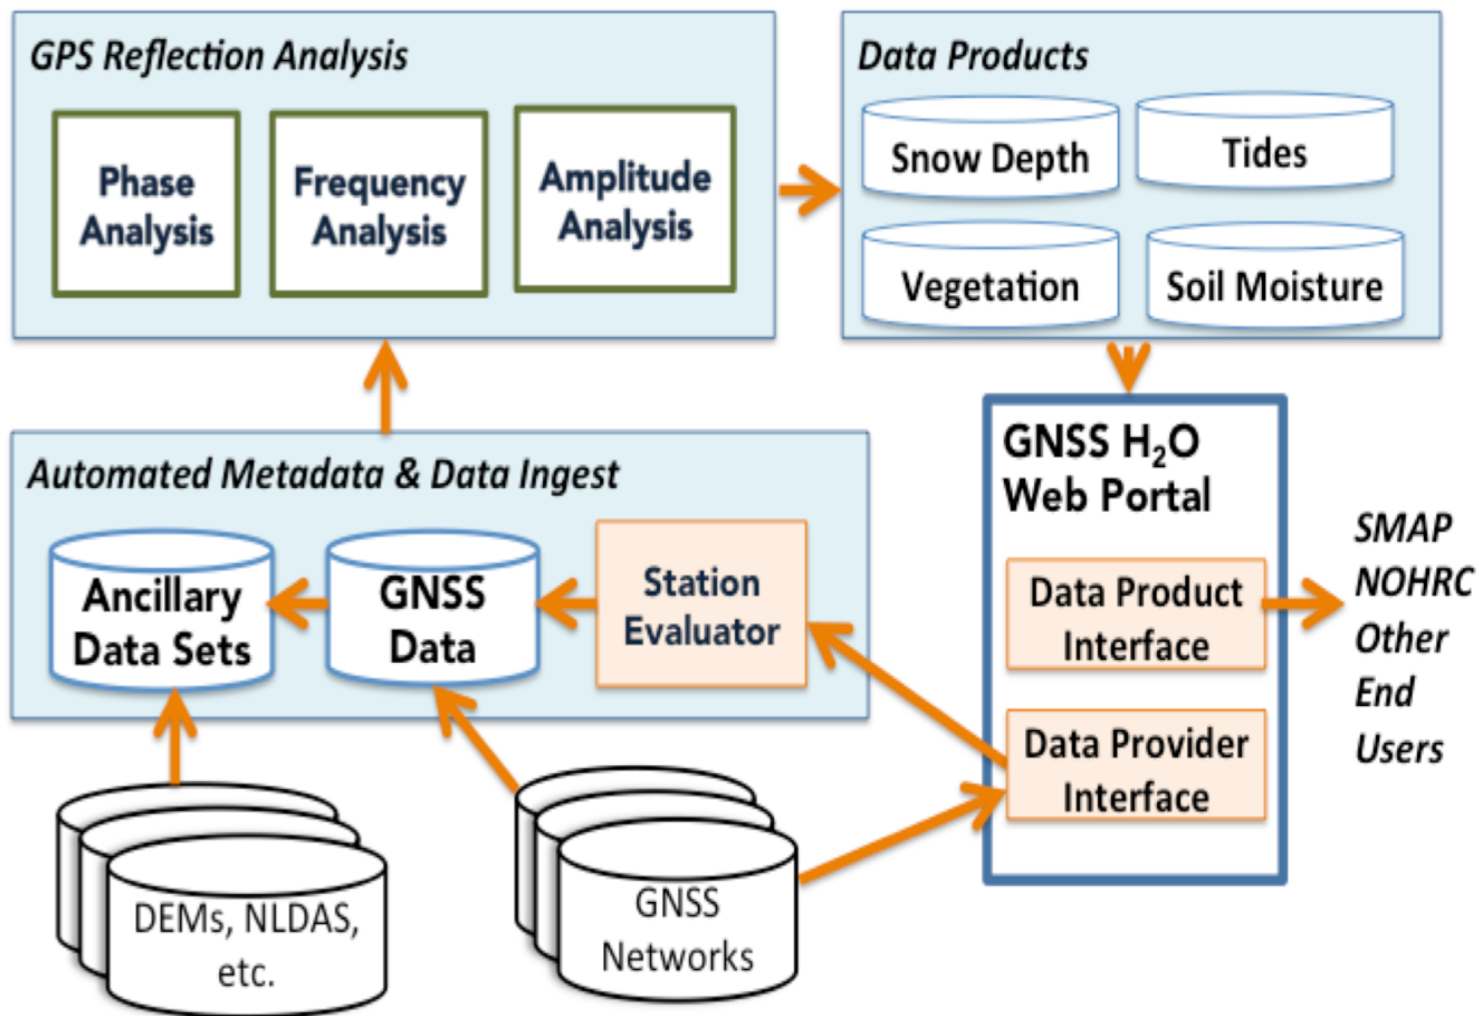 GPS Reflection Analysis
Phase
Analysis
Frequency
Analysis
Amplitude
Analysis
Data Products
Snow Depth
Tides
Vegetation
Soil Moisture
Automated Metadata & Data Ingest
Ancillary
Data Sets
GNSS
Data
Station
Evaluator
GNSS H₂O
Web Portal
Data Product
Interface
Data Provider
Interface
SMAP
NOHRC
Other
End
Users
DEMs, NLDAS,
etc.
GNSS
Networks